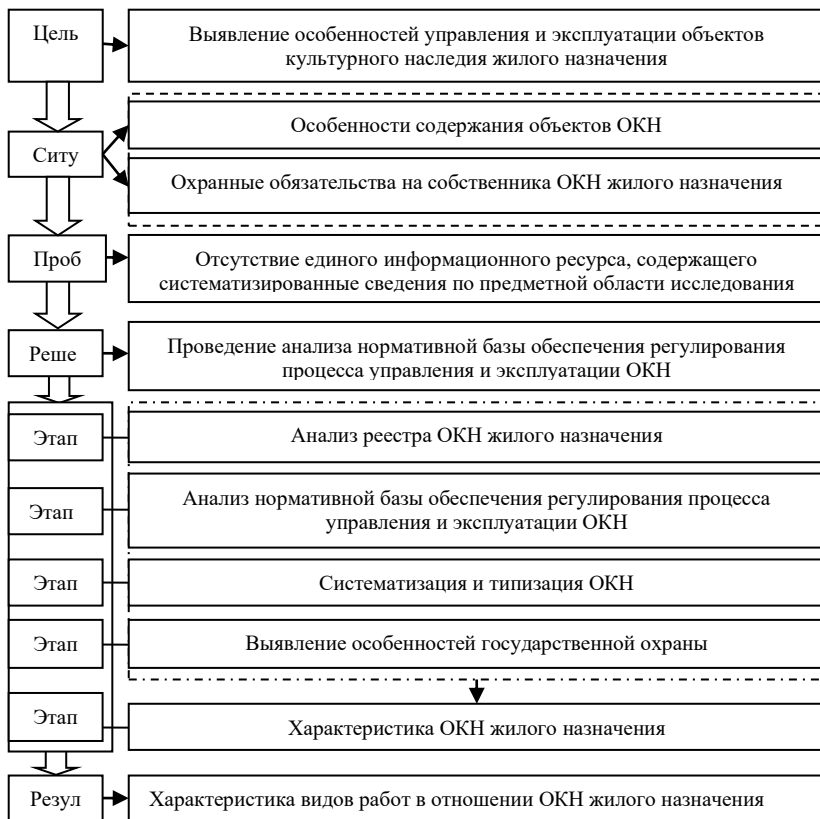 Цель
Выявление особенностей управления и эксплуатации объектов
культурного наследия жилого назначения
Особенности содержания объектов ОКН
Ситу
Охранные обязательства на собственника ОКН жилого назначения
Проб
Отсутствие единого информационного ресурса, содержащего
систематизированные сведения по предметной области исследования
Реше
Проведение анализа нормативной базы обеспечения регулирования
процесса управления и эксплуатации ОКН
Этап
Анализ реестра ОКН жилого назначения
Этап
Анализ нормативной базы обеспечения регулирования процесса
управления и эксплуатации ОКН
Этап
Систематизация и типизация ОКН
Этап
Выявление особенностей государственной охраны
Этап
Характеристика ОКН жилого назначения
Резул
Характеристика видов работ в отношении ОКН жилого назначения